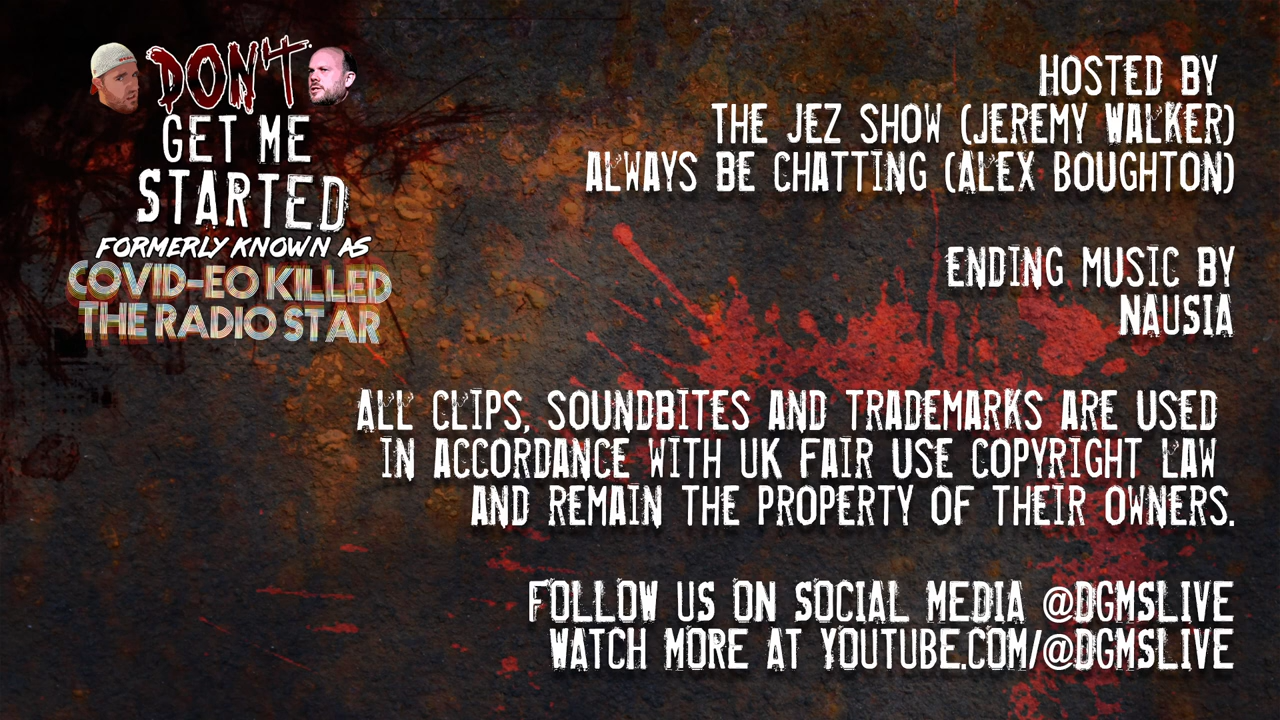 DON'T
GET ME
STARTED
FORMERLY KNOWN AS
COVID-EO KILLED
THE RADIO STAR
HOSTED BY
THE JEZ SHOW (JEREMY WALKER)
ALWAYS BE CHATTING (ALEX BOUGHTON)
ENDING MUSIC BY
NAUSIA
ALL CLIPS, SOUNDBITES AND TRADEMARKS ARE USED
IN ACCORDANCE WITH UK FAIR USE COPYRIGHT LAW
AND REMAIN THE PROPERTY OF THEIR OWNERS.
FOLLOW US ON SOCIAL MEDIA @DGMSLIVE
WATCH MORE AT YOUTUBE.COM/@DGMSLIVE